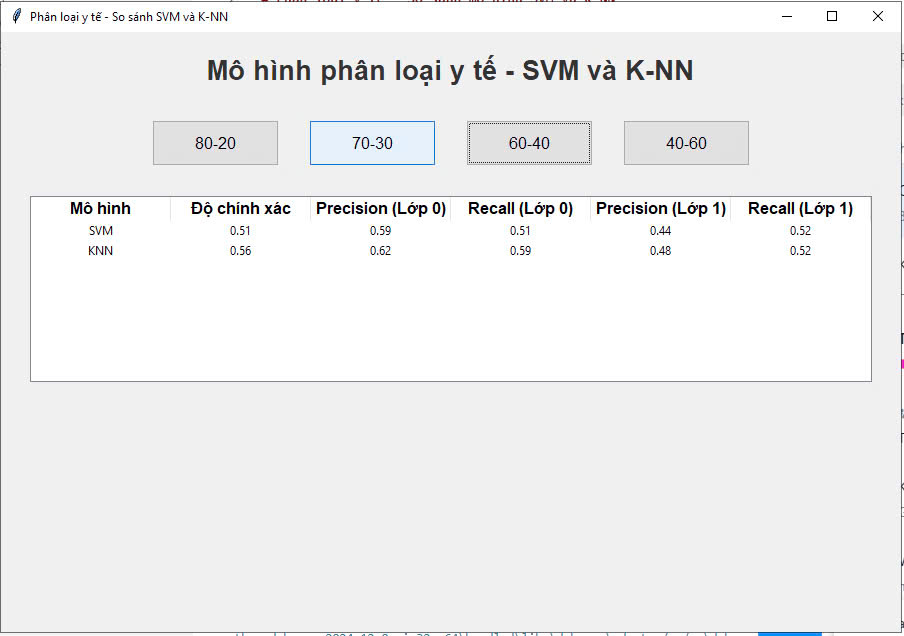 Phân loại y tế - So sánh SVM và K-NN
Mô hình phân loại y tế - SVM và K-NN
80-20 70-30 60-40 40-60
Mô hình Độ chính xác Precision (Lớp 0) Recall (Lớp 0) Precision (Lớp 1) Recall (Lớp 1)
SVM 0.51 0.59 0.51 0.44 0.52
KNN 0.56 0.62 0.59 0.48 0.52